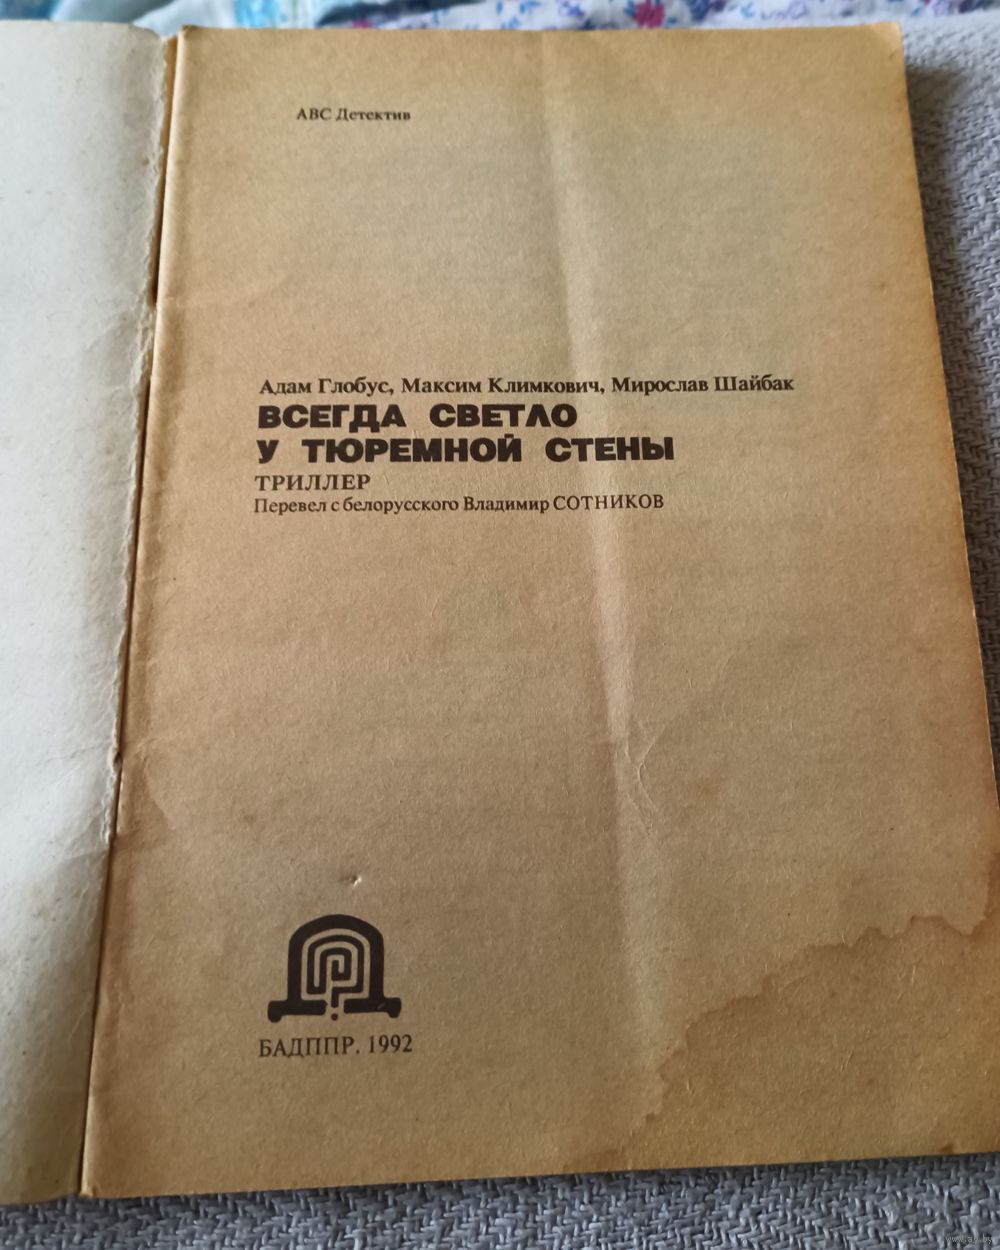 АВС Детектив
Адам Глобус, Максим Климкович, Мирослав Шайбак
ВСЕГДА СВЕТЛО
У ТЮРЕМНОЙ СТЕНЫ
ТРИЛЛЕР
Перевел с белорусского Владимир СОТНИКОВ
БАДППР. 1992